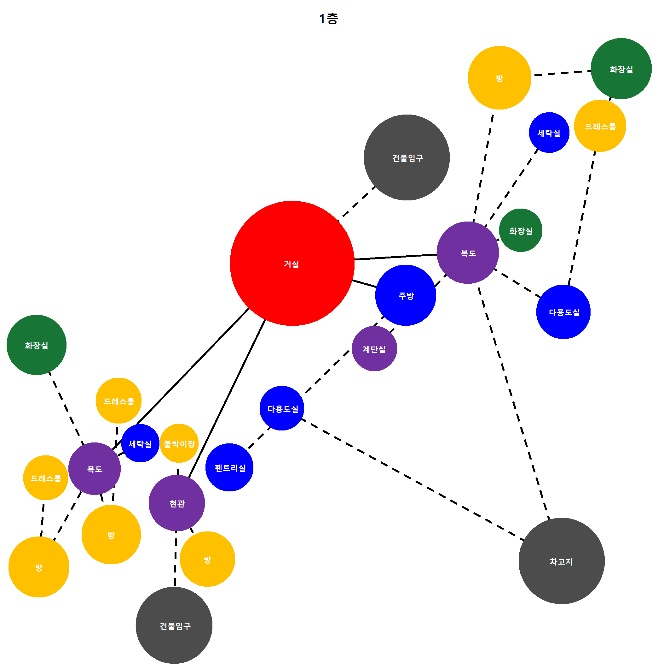 1층
방
화장실
세탁실
드레스룸
건물입구
화장실
복도
거실
주방
다용도실
계단실
화장실
드레스룸
다용도실
세탁실
붙박이장
복도
팬트리실
드레스룸
현관
방
방
방
차고지
건물입구